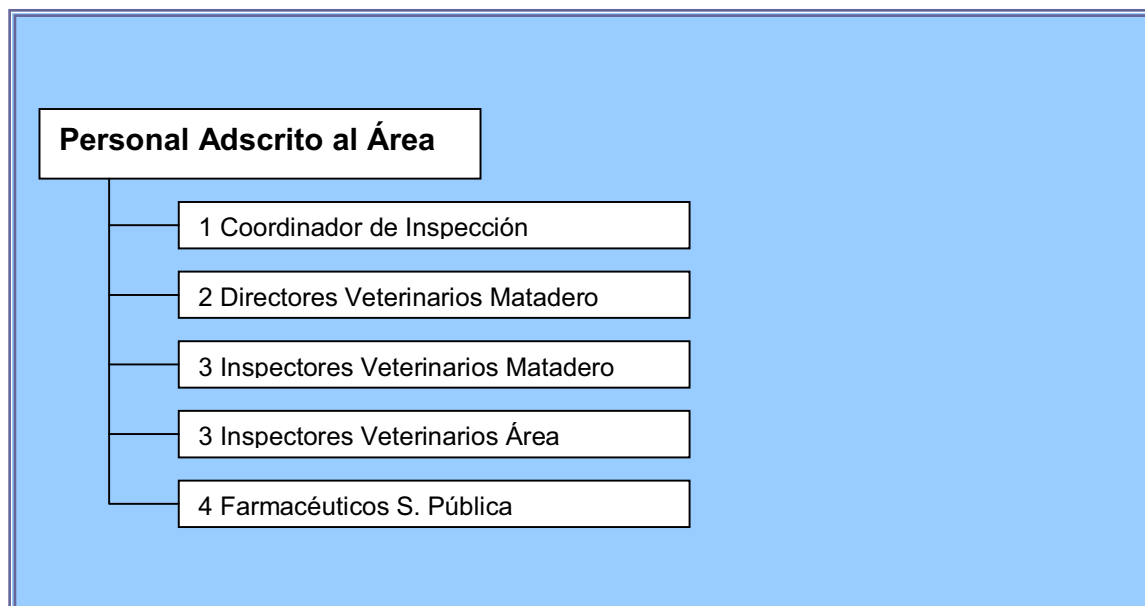 Personal Adscrito al Área
1 Coordinador de Inspección
2 Directores Veterinarios Matadero
3 Inspectores Veterinarios Matadero
3 Inspectores Veterinarios Área
4 Farmacéuticos S. Pública